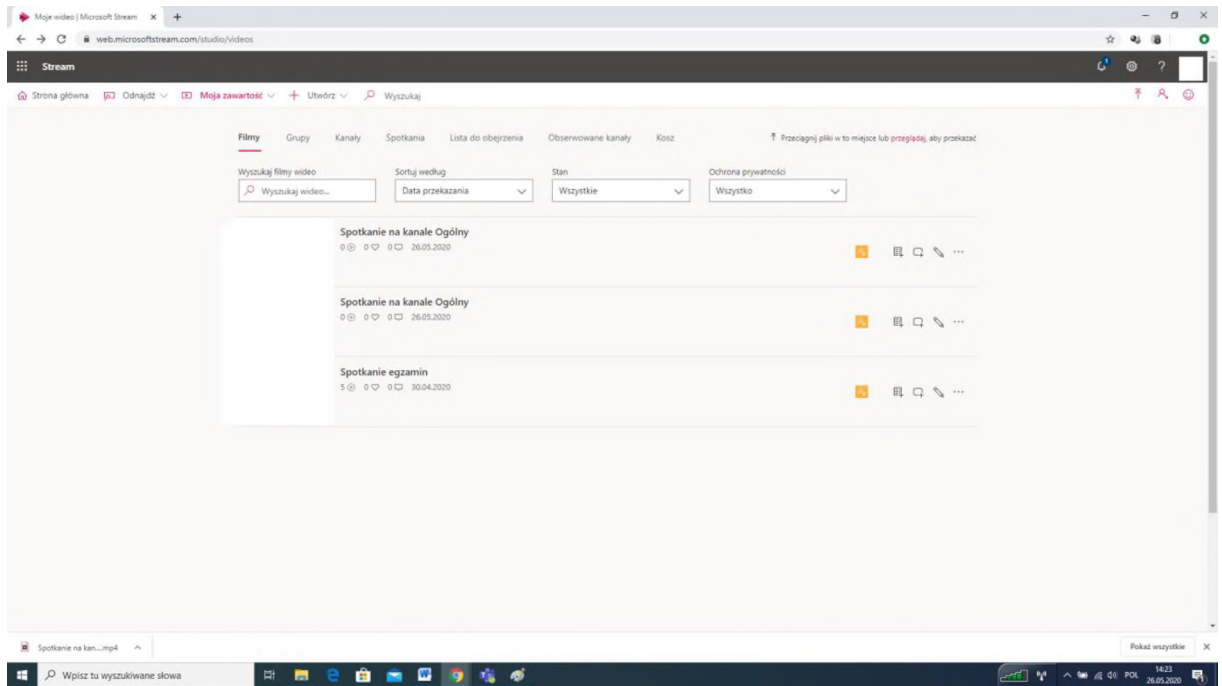 Moje wideo | Microsoft Stream
web.microsoftstream.com/studio/videos
Stream
Strona główna Odnajdź Moja zawartość Utwórz Wyszukaj
Filmy Grupy Kanały Spotkania Lista do obejrzenia Obserwowane kanały Kosz Przeciągnij pliki w to miejsce lub przeglądaj, aby przekazać
Wyszukaj filmy wideo Sortuj według Stan Ochrona prywatności
Wyszukaj wideo... Data przekazania Wszystkie Wszystko
Spotkanie na kanale Ogólny
0 0 0 26.05.2020
Spotkanie na kanale Ogólny
0 0 0 26.05.2020
Spotkanie egzamin
5 0 0 30.04.2020
Spotkanie na kan....mp4 Pokaż wszystkie
Wpisz tu wyszukiwane słowa POL 14:23
26.05.2020